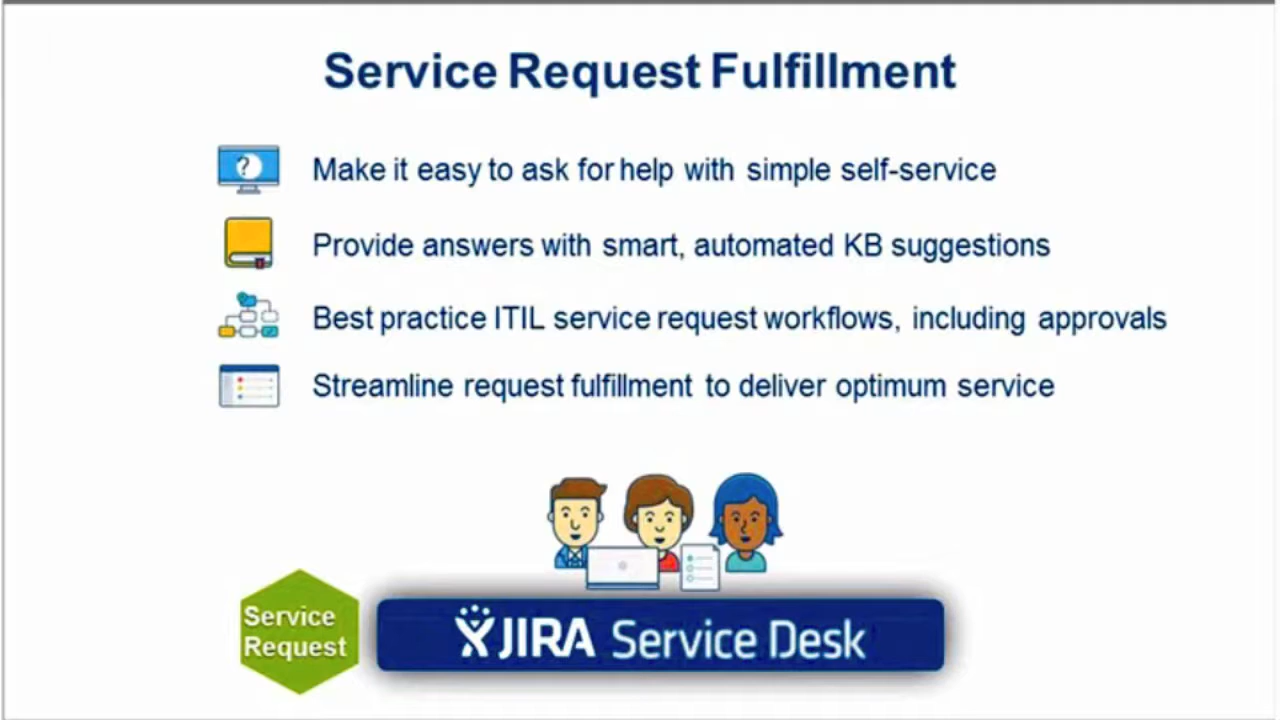 Service Request Fulfillment
?
Make it easy to ask for help with simple self-service
Provide answers with smart, automated KB suggestions
Best practice ITIL service request workflows, including approvals
Streamline request fulfillment to deliver optimum service
Service
Request
JIRA Service Desk